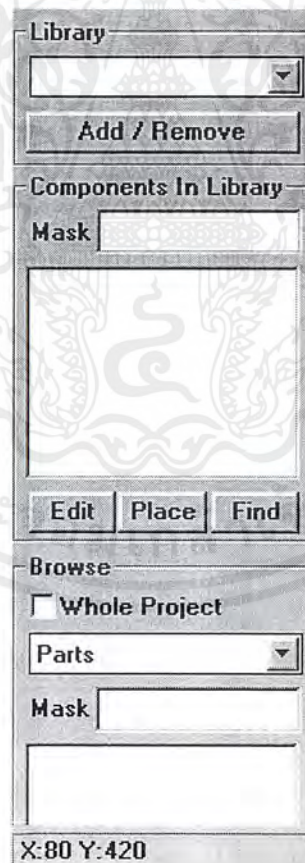 Library
Add / Remove
Components In Library
Mask
Edit Place Find
Browse
Whole Project
Parts
Mask
X:80 Y:420